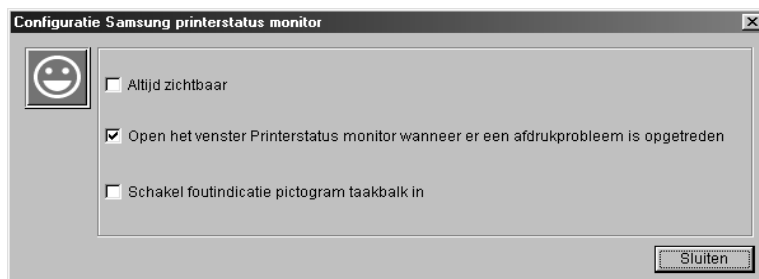 Configuratie Samsung printerstatus monitor
Altijd zichtbaar
Open het venster Printerstatus monitor wanneer er een afdrukprobleem is opgetreden
Schakel foutindicatie pictogram taakbalk in
Sluiten